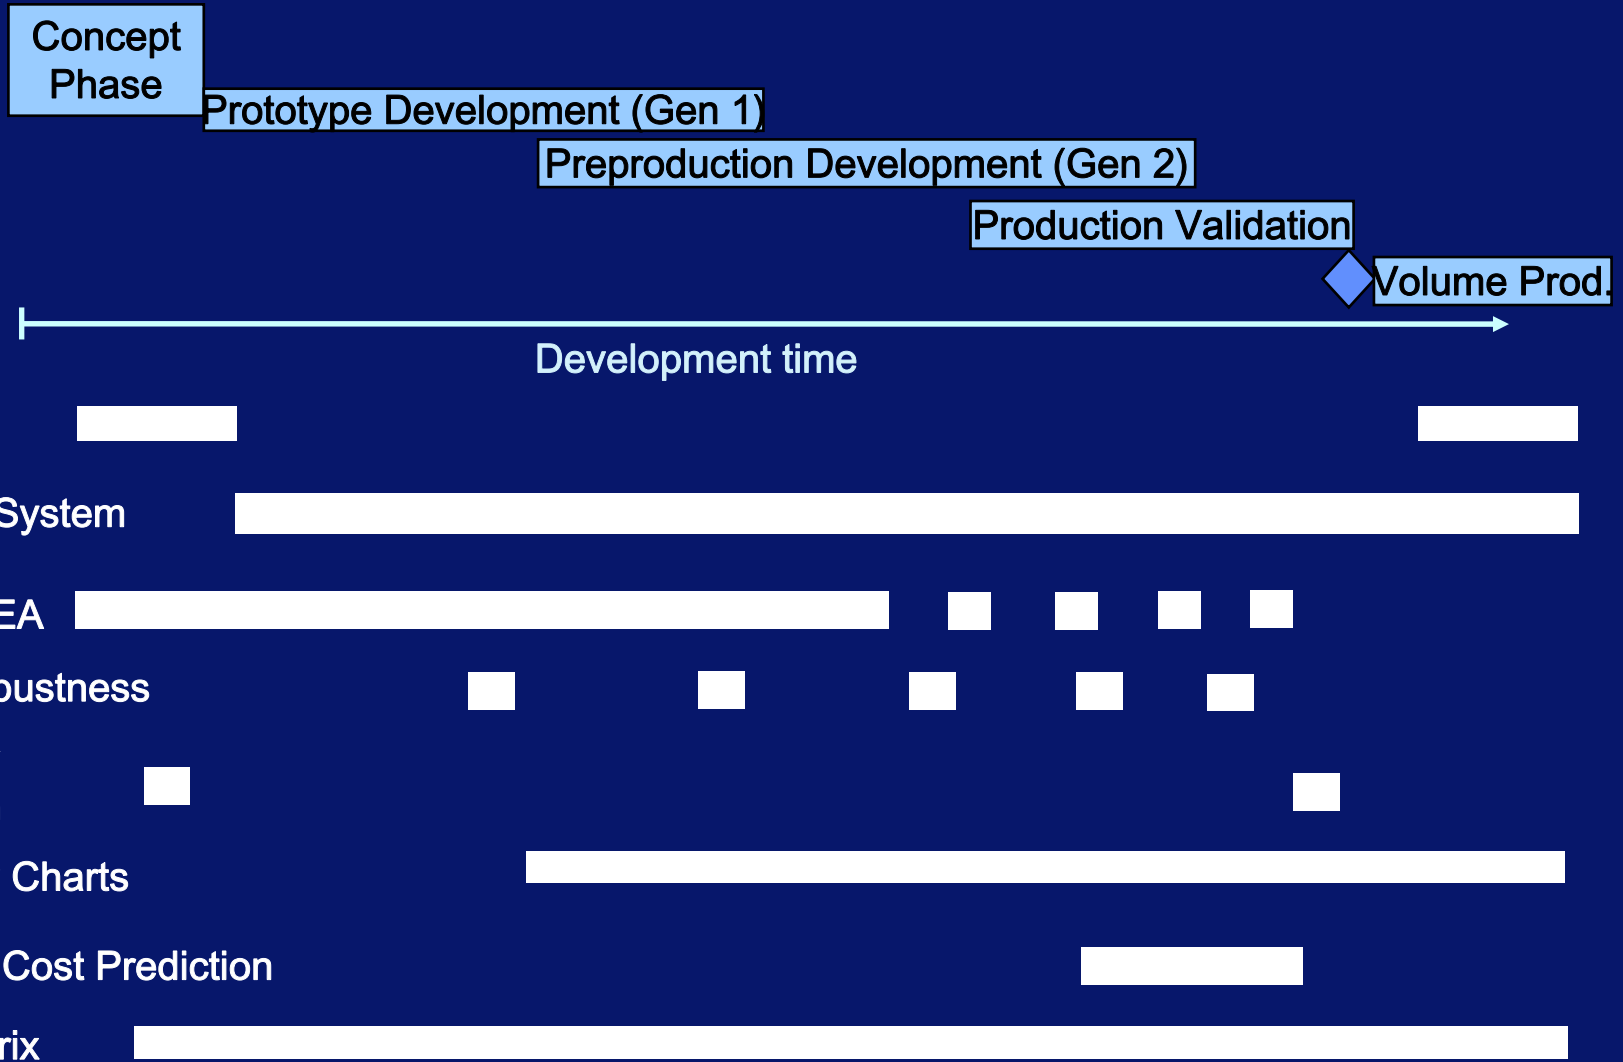 Concept
Phase
Prototype Development (Gen 1)
Preproduction Development (Gen 2)
Production Validation
Volume Prod.
Development time
System
EA
bustness
Charts
Cost Prediction
rix